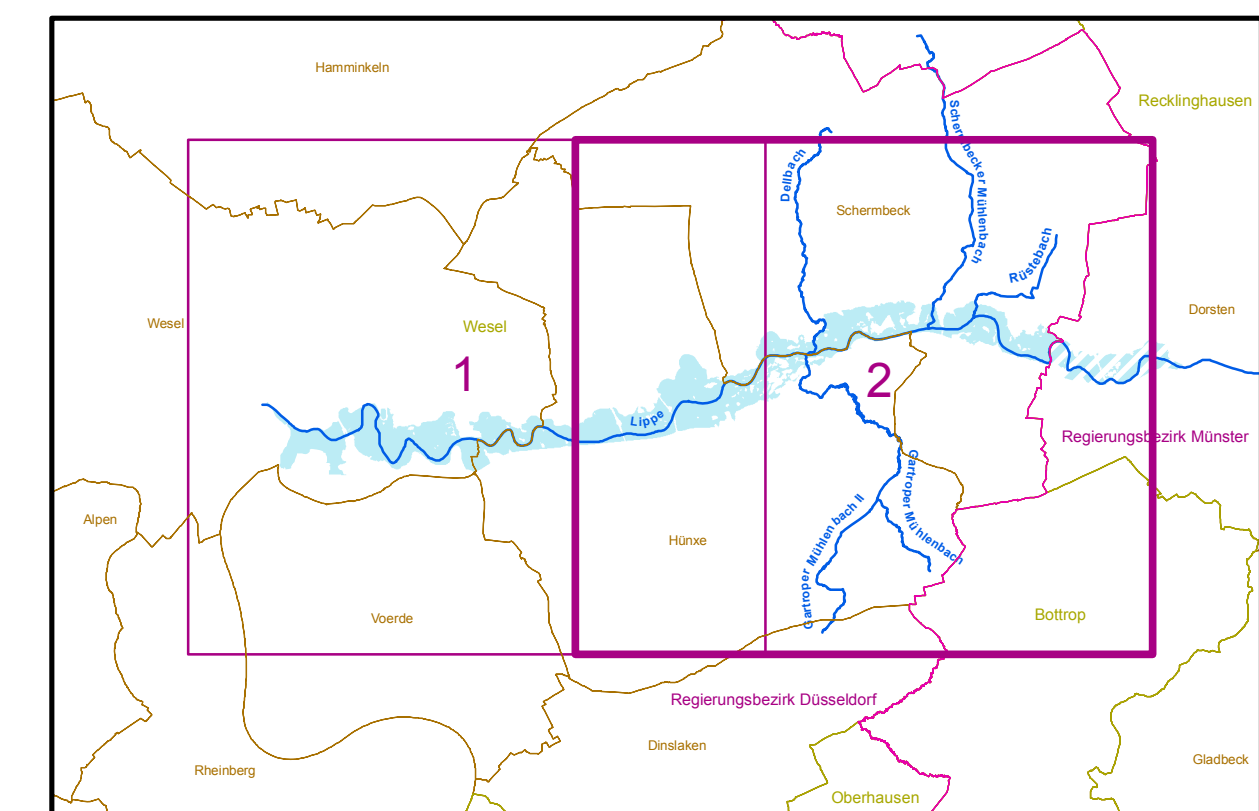 Hamminkeln
Recklinghausen
Schermbecker Mühlenbach
Dellbach
Schermbeck
Rüstebach
Wesel
Wesel
Dorsten
1
2
Lippe
Regierungsbezirk Münster
Gartroper Mühlenbach
Gartroper Mühlenbach II
Alpen
Hünxe
Voerde
Bottrop
Regierungsbezirk Düsseldorf
Dinslaken
Rheinberg
Gladbeck
Oberhausen